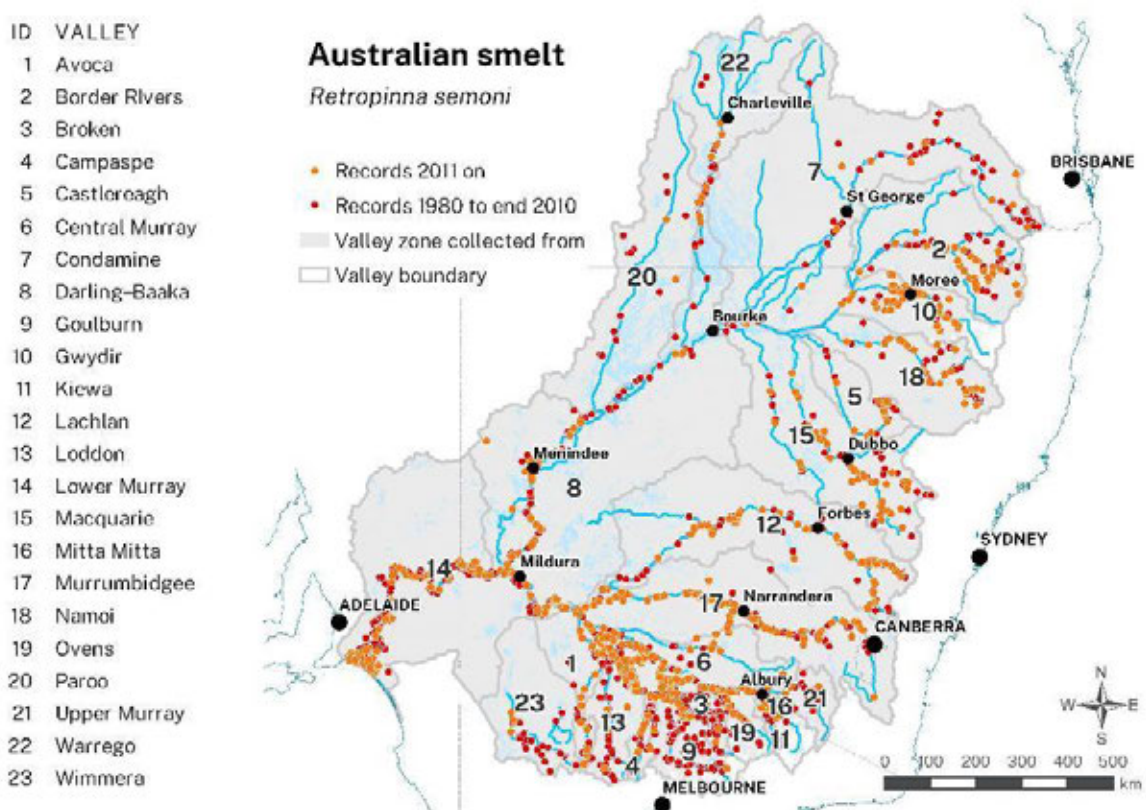 ID VALLEY
1 Avoca
2 Border RIvers
3 Broken
4 Campaspe
5 Castlereagh
6 Central Murray
7 Condamine
8 Darling–Baaka
9 Goulburn
10 Gwydir
11 Kiewa
12 Lachlan
13 Loddon
14 Lower Murray
15 Macquarie
16 Mitta Mitta
17 Murrumbidgee
18 Namoi
19 Ovens
20 Paroo
21 Upper Murray
22 Warrego
23 Wimmera
Australian smelt
Retropinna semoni
Records 2011 on
Records 1980 to end 2010
Valley zone collected from
Valley boundary
22
Charleville
BRISBANE
7
St George
2
20
Moree
10
Bourke
18
5
15
Dubbo
Menindee
8
12
Forbes
SYDNEY
14
Mildura
ADELAIDE
17
Narrandera
CANBERRA
1
6
Albury
21
23
3
16
13
19
11
9
4
MELBOURNE
N
W E
S
0 100 200 300 400 500
km